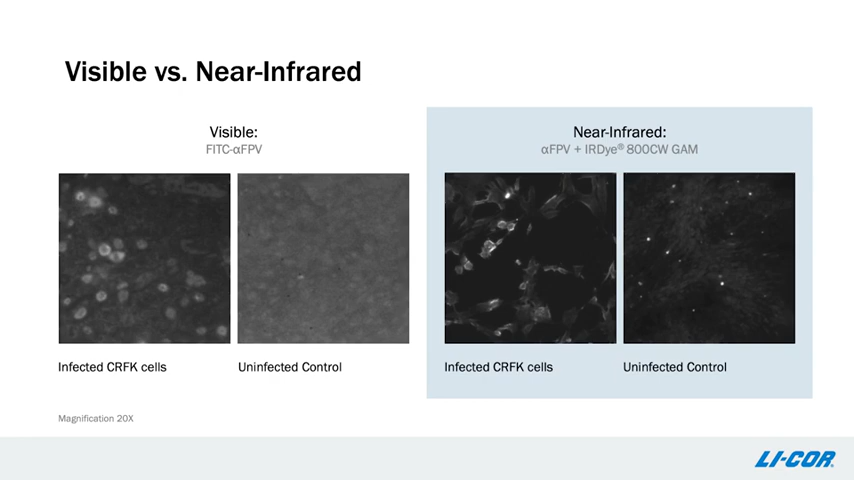 Visible vs. Near-Infrared
Visible:
FITC-αFPV
Infected CRFK cells
Uninfected Control
Near-Infrared:
αFPV + IRDye® 800CW GAM
Infected CRFK cells
Uninfected Control
Magnification 20X
LI-COR®